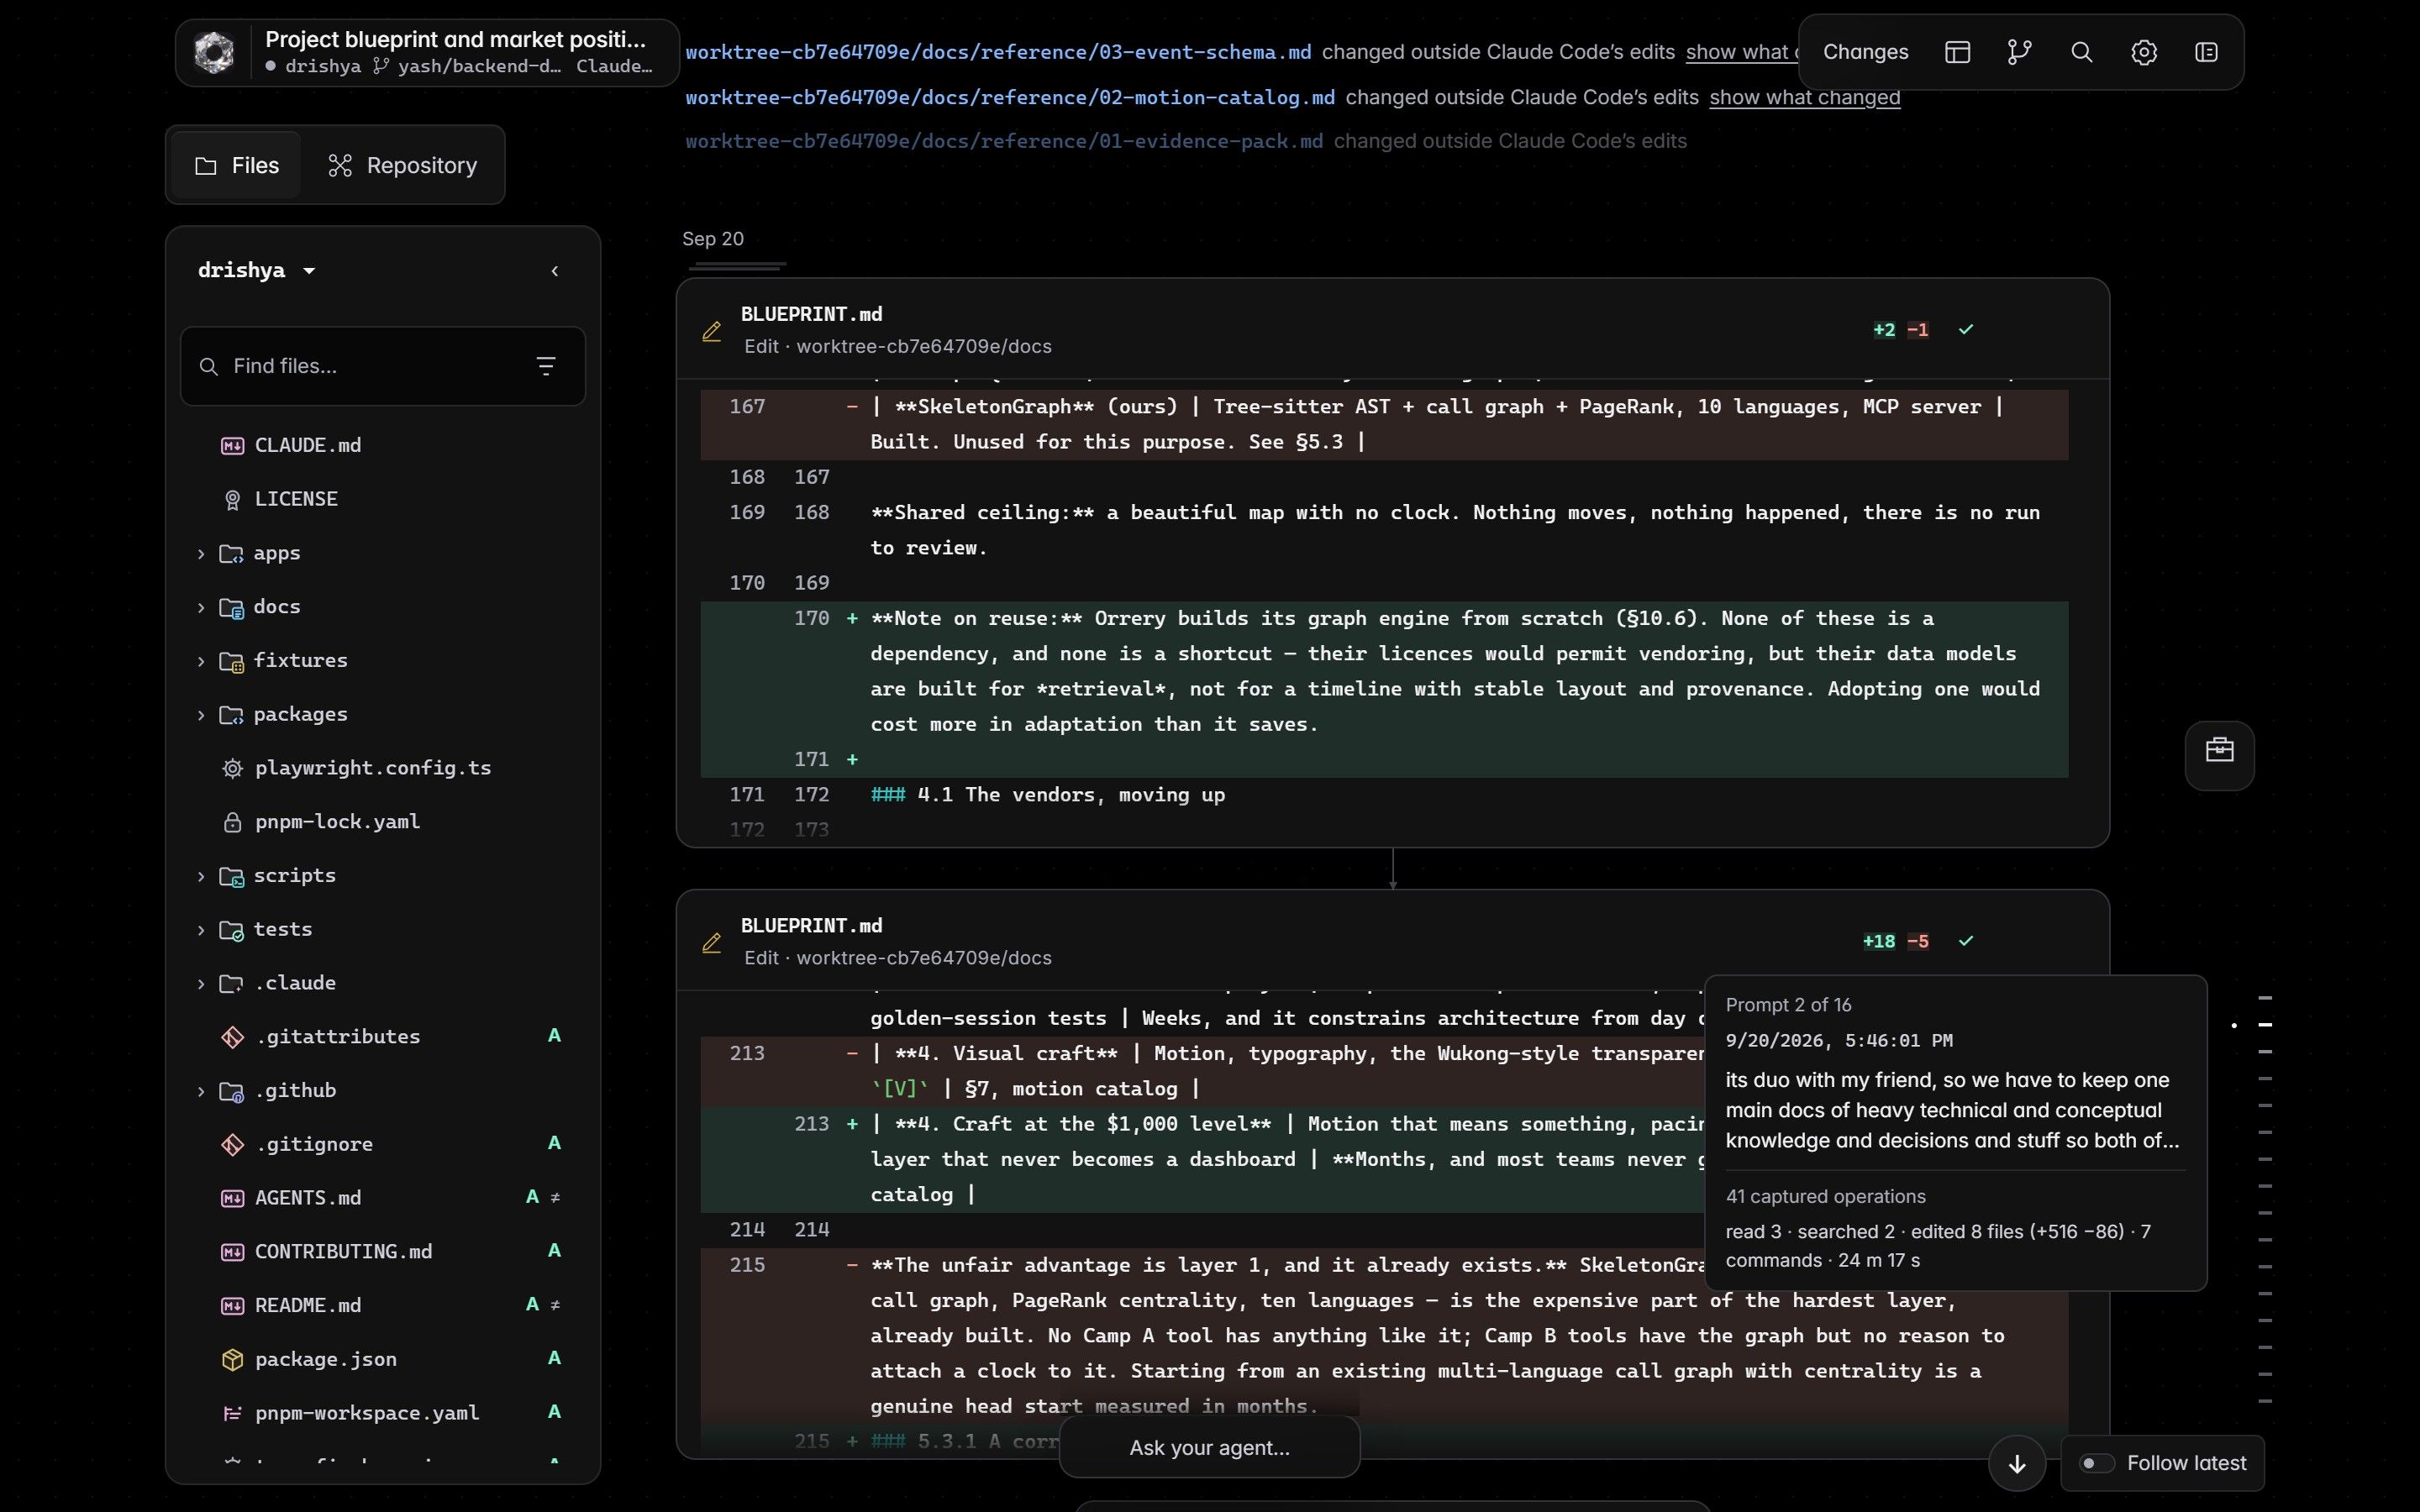 Project blueprint and market positi...
drishya yash/backend-d... Claude...
worktree-cb7e64709e/docs/reference/03-event-schema.md changed outside Claude Code's edits show what
worktree-cb7e64709e/docs/reference/02-motion-catalog.md changed outside Claude Code's edits show what changed
worktree-cb7e64709e/docs/reference/01-evidence-pack.md changed outside Claude Code's edits
Changes
Files
Repository
drishya
Find files...
CLAUDE.md
LICENSE
apps
docs
fixtures
packages
playwright.config.ts
pnpm-lock.yaml
scripts
tests
.claude
.gitattributes A
.github
.gitignore A
AGENTS.md A ≠
CONTRIBUTING.md A
README.md A ≠
package.json A
pnpm-workspace.yaml A
Sep 20
BLUEPRINT.md
Edit · worktree-cb7e64709e/docs
+2 −1
167 − | **SkeletonGraph** (ours) | Tree-sitter AST + call graph + PageRank, 10 languages, MCP server |
Built. Unused for this purpose. See §5.3 |
168 167
169 168 **Shared ceiling:** a beautiful map with no clock. Nothing moves, nothing happened, there is no run
to review.
170 169
170 + **Note on reuse:** Orrery builds its graph engine from scratch (§10.6). None of these is a
dependency, and none is a shortcut — their licences would permit vendoring, but their data models
are built for *retrieval*, not for a timeline with stable layout and provenance. Adopting one would
cost more in adaptation than it saves.
171 +
171 172 ### 4.1 The vendors, moving up
172 173
BLUEPRINT.md
Edit · worktree-cb7e64709e/docs
+18 −5
golden-session tests | Weeks, and it constrains architecture from day
213 − | **4. Visual craft** | Motion, typography, the Wukong-style
`[V]` | §7, motion catalog |
213 + | **4. Craft at the $1,000 level** | Motion that means something,
layer that never becomes a dashboard | **Months, and most teams never
catalog |
214 214
215 − **The unfair advantage is layer 1, and it already exists.**
call graph, PageRank centrality, ten languages — is the expensive part of the hardest layer,
already built. No Camp A tool has anything like it; Camp B tools have the graph but no reason to
attach a clock to it. Starting from an existing multi-language call graph with centrality is a
genuine head start measured in months.
215 + ### 5.3.1 A
Prompt 2 of 16
9/20/2026, 5:46:01 PM
its duo with my friend, so we have to keep one
main docs of heavy technical and conceptual
knowledge and decisions and stuff so both of...
41 captured operations
read 3 · searched 2 · edited 8 files (+516 −86) · 7
commands · 24 m 17 s
Ask your agent...
Follow latest